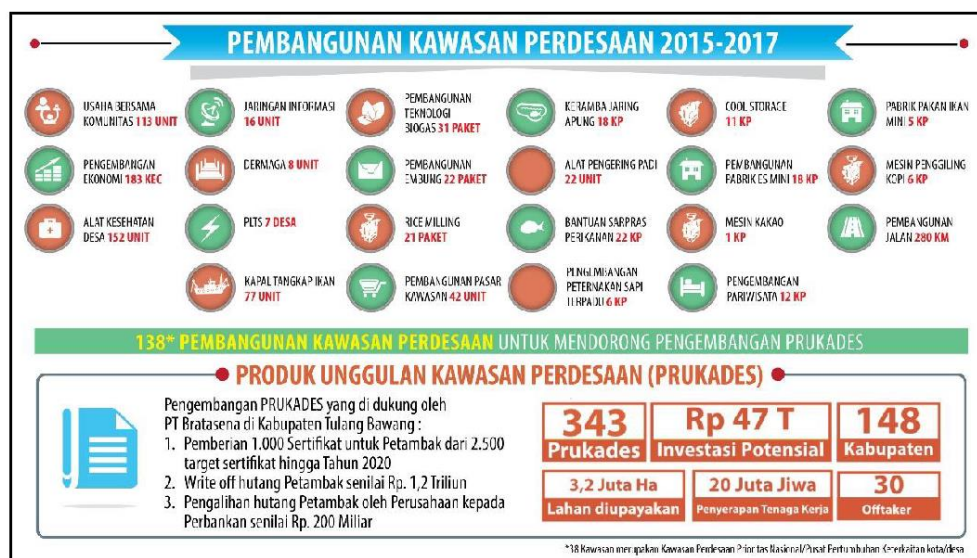 PEMBANGUNAN KAWASAN PERDESAAN 2015-2017
USAHA BERSAMA
KOMUNITAS 113 UNIT
JARINGAN INFORMASI
16 UNIT
PEMBANGUNAN
TEKNOLOGI
BIOGAS 31 PAKET
KERAMBA JARING
APUNG 18 KP
COOL STORAGE
11 KP
PABRIK PAKAN IKAN
MINI 5 KP
PENGEMBANGAN
EKONOMI 183 KEC
DERMAGA 8 UNIT
PEMBANGUNAN
EMBUNG 22 PAKET
ALAT PENGERING PADI
22 UNIT
PEMBANGUNAN
PABRIK ES MINI 18 KP
MESIN PENGGILING
KOPI 6 KP
ALAT KESEHATAN
DESA 152 UNIT
PLTS 7 DESA
RICE MILLING
21 PAKET
BANTUAN SARPRAS
PERIKANAN 22 KP
MESIN KAKAO
1 KP
PEMBANGUNAN
JALAN 280 KM
KAPAL TANGKAP IKAN
77 UNIT
PEMBANGUNAN PASAR
KAWASAN 42 UNIT
PENGEMBANGAN
PETERNAKAN SAPI
TERPADU 6 KP
PENGEMBANGAN
PARIWISATA 12 KP
138* PEMBANGUNAN KAWASAN PERDESAAN UNTUK MENDORONG PENGEMBANGAN PRUKADES
PRODUK UNGGULAN KAWASAN PERDESAAN (PRUKADES)
Pengembangan PRUKADES yang di dukung oleh
PT Bratasena di Kabupaten Tulang Bawang :
1. Pemberian 1.000 Sertifikat untuk Petambak dari 2.500
target sertifikat hingga Tahun 2020
2. Write off hutang Petambak senilai Rp. 1,2 Triliun
3. Pengalihan hutang Petambak oleh Perusahaan kepada
Perbankan senilai Rp. 200 Miliar
343
Prukades
Rp 47 T
Investasi Potensial
148
Kabupaten
3,2 Juta Ha
Lahan diupayakan
20 Juta Jiwa
Penyerapan Tenaga Kerja
30
Offtaker
*38 Kawasan merupakan Kawasan Perdesaan Prioritas Nasional/Pusat Pertumbuhan Keterkaitan kota/desa